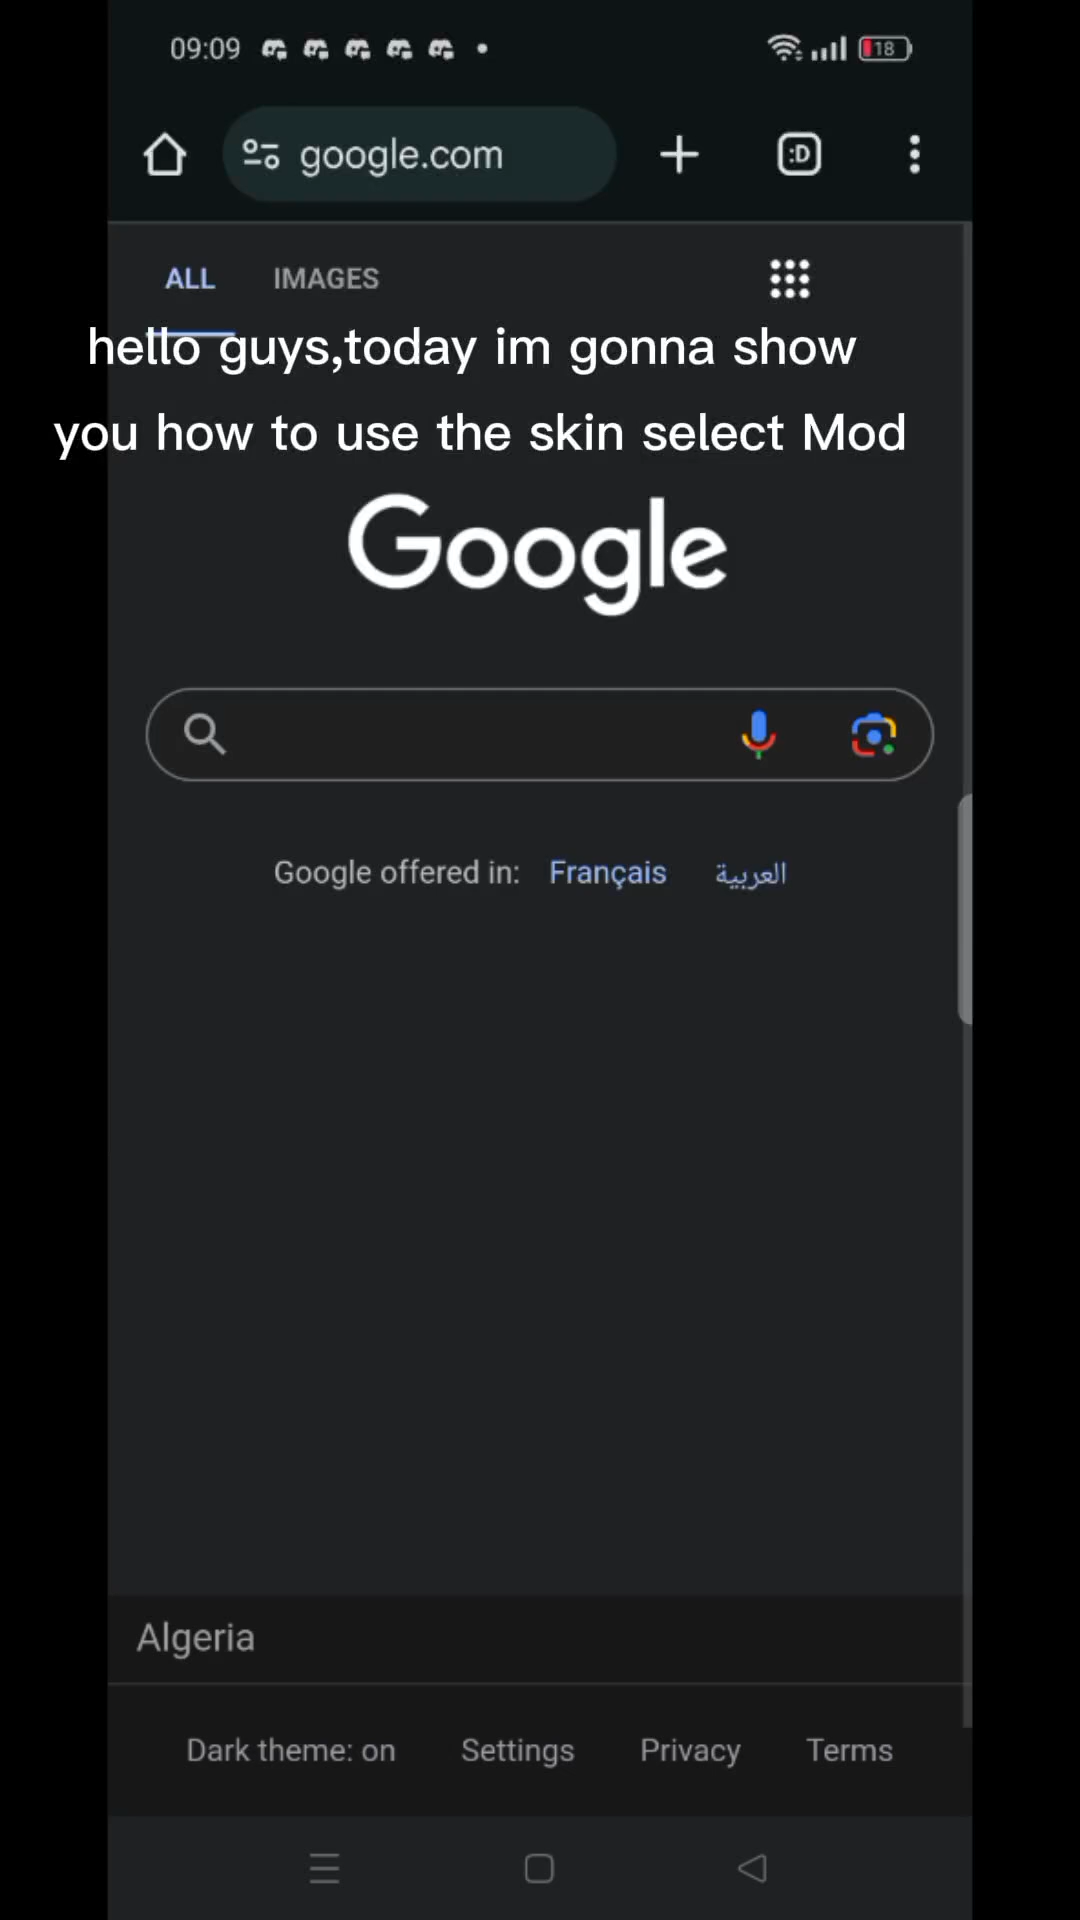 09:09
18
google.com
:D
ALL IMAGES
hello guys,today im gonna show
you how to use the skin select Mod
Google
Google offered in: Français العربية
Algeria
Dark theme: on Settings Privacy Terms